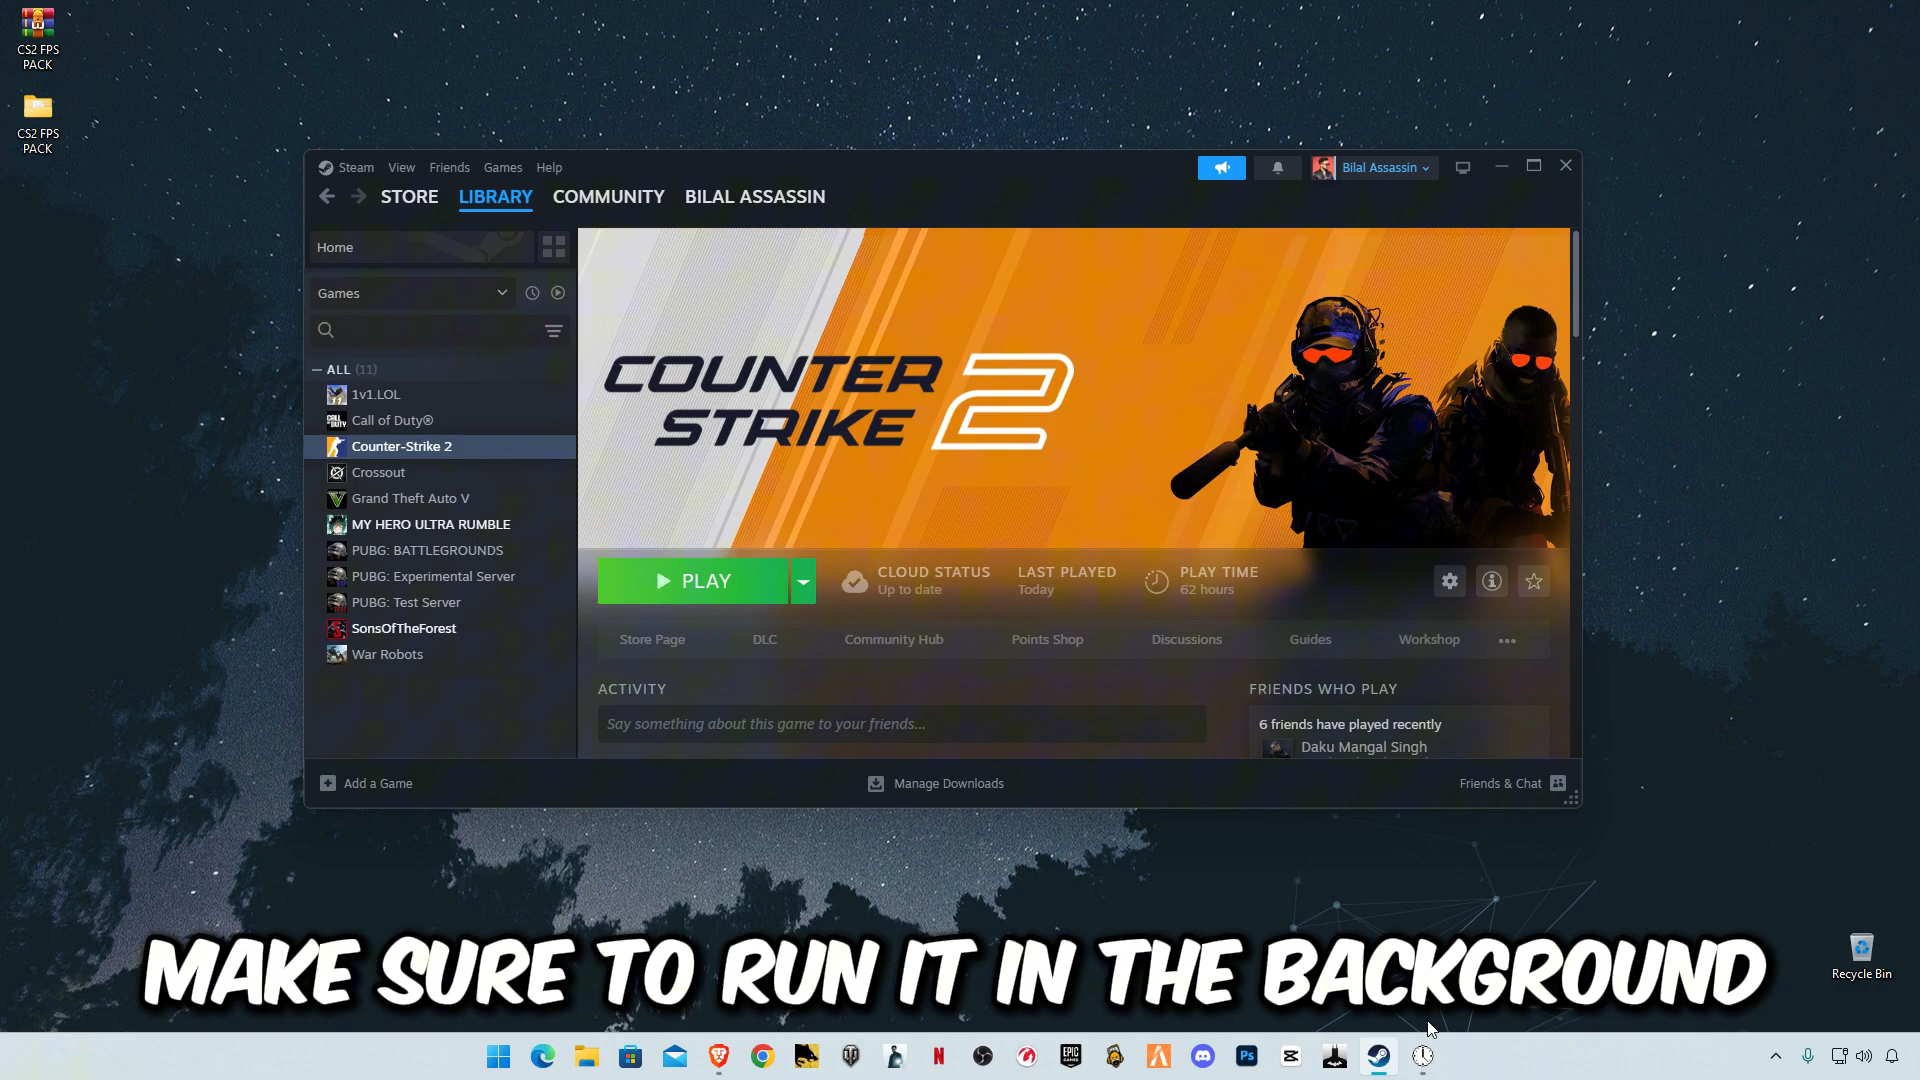 CS2 FPS
PACK
CS2 FPS
PACK
Steam View Friends Games Help
Bilal Assassin
STORE LIBRARY COMMUNITY BILAL ASSASSIN
Home
Games
ALL (11)
1v1.LOL
Call of Duty®
Counter-Strike 2
Crossout
Grand Theft Auto V
MY HERO ULTRA RUMBLE
PUBG: BATTLEGROUNDS
PUBG: Experimental Server
PUBG: Test Server
SonsOfTheForest
War Robots
COUNTER
STRIKE 2
PLAY
CLOUD STATUS
Up to date
LAST PLAYED
Today
PLAY TIME
62 hours
Store Page DLC Community Hub Points Shop Discussions Guides Workshop
ACTIVITY
Say something about this game to your friends...
FRIENDS WHO PLAY
6 friends have played recently
Daku Mangal Singh
Add a Game
Manage Downloads
Friends & Chat
MAKE SURE TO RUN IT IN THE BACKGROUND
Recycle Bin
N
EPIC
GAMES
Ps